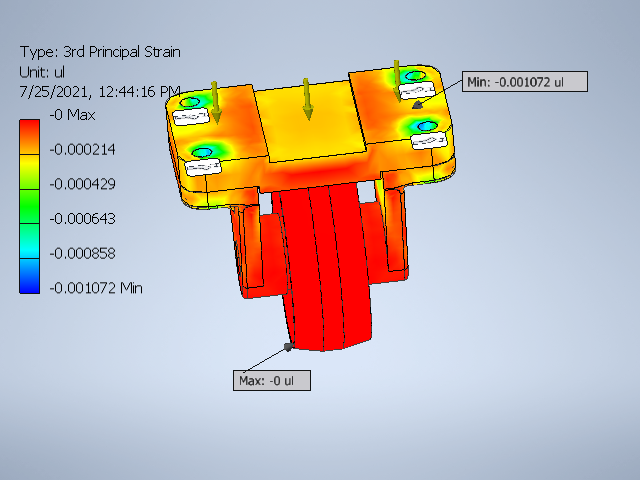 Type: 3rd Principal Strain
Unit: ul
7/25/2021, 12:44:16 PM
-0 Max
-0.000214
-0.000429
-0.000643
-0.000858
-0.001072 Min
Min: -0.001072 ul
Max: -0 ul